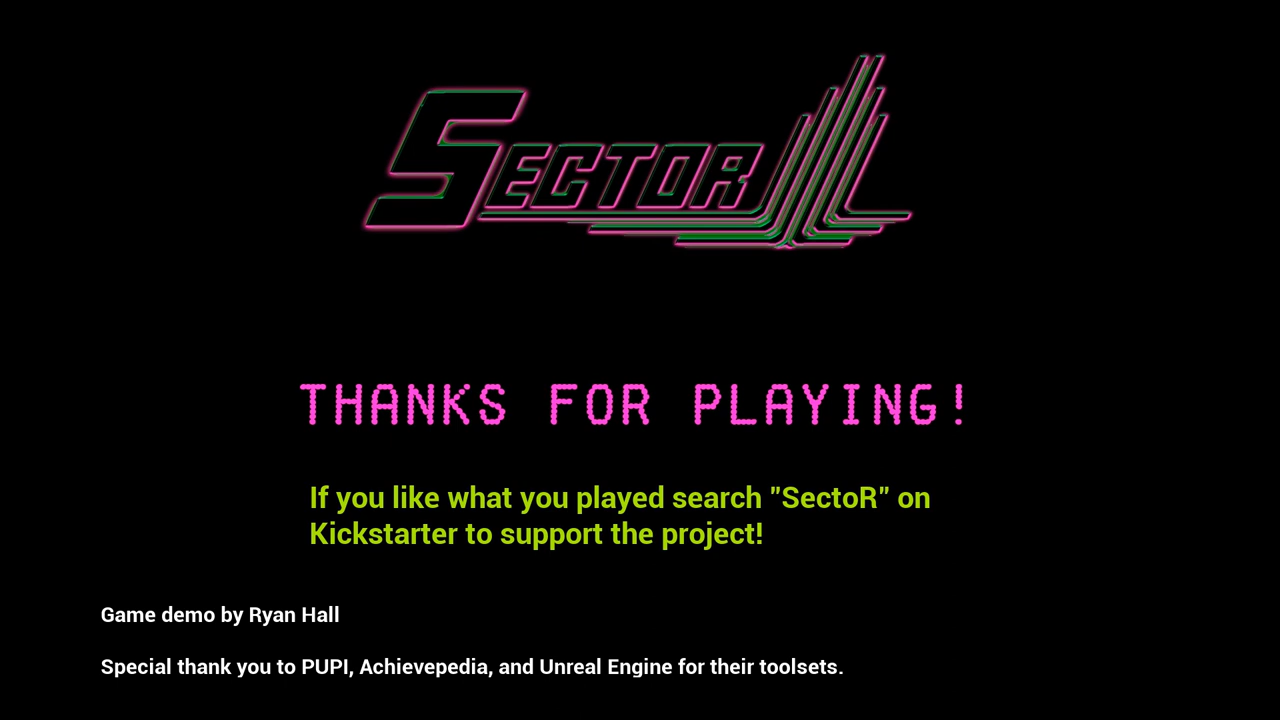 SECTOR
THANKS FOR PLAYING!
If you like what you played search "SectoR" on
Kickstarter to support the project!
Game demo by Ryan Hall
Special thank you to PUPI, Achievepedia, and Unreal Engine for their toolsets.